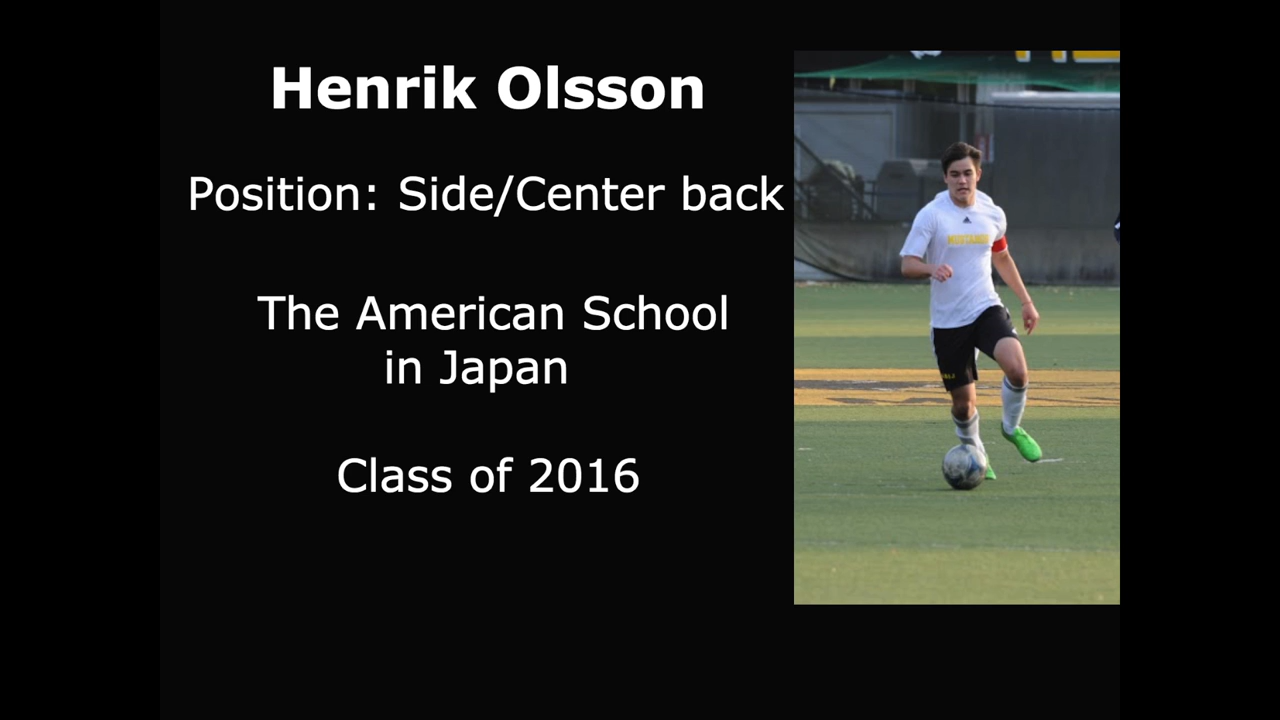 Henrik Olsson
Position: Side/Center back
The American School
in Japan
Class of 2016